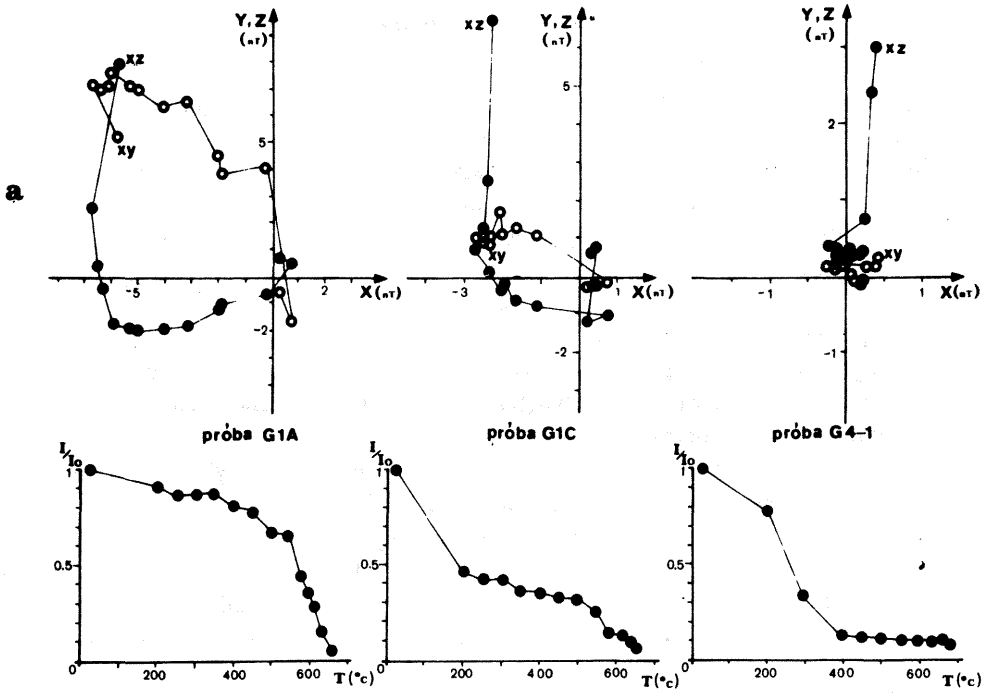 a
Y, Z
(nT)
xz
xy
5
-5
2
X(nT)
-2
Y, Z
(nT)
xz
5
xy
-3
1
X(nT)
-2
Y, Z
(nT)
xz
2
xy
-1
1
X(nT)
-1
próba G1A
próba G1C
próba G4-1
I/Io
1
0.5
0
200
400
600
T(°C)
I/Io
1
0.5
0
200
400
600
T(°C)
I/Io
1
0.5
0
200
400
600
T(°C)